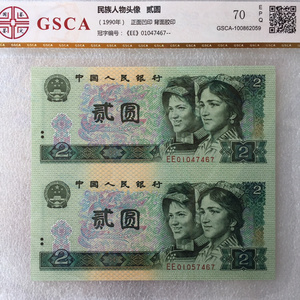 GSCA
民族人物头像 贰圆
（1990年） 正面凹印 背面胶印
冠字编号：《EE》01047467--
70
EPQ
GSCA-100862059
中国人民银行
贰圆
2
2
EE01047467
中国人民银行
贰圆
2
2
EE01057467